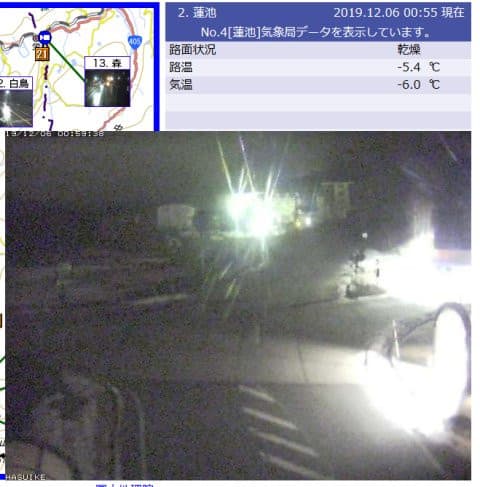 2. 蓮池 2019.12.06 00:55 現在
No.4[蓮池]気象局データを表示しています。
路面状況 乾燥
路温 -5.4 ℃
気温 -6.0 ℃
405
21
13. 森
2. 白鳥
19/12/06 00:59:38
HASUIKE